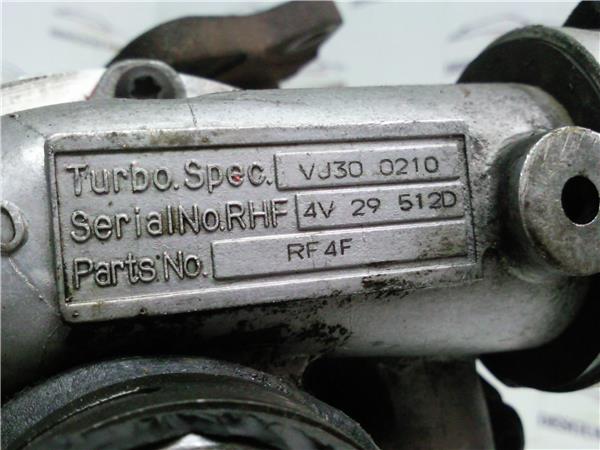 Turbo.Spec. VJ30 0210
SerialNo.RHF 4V 29 512D
Parts No. RF4F